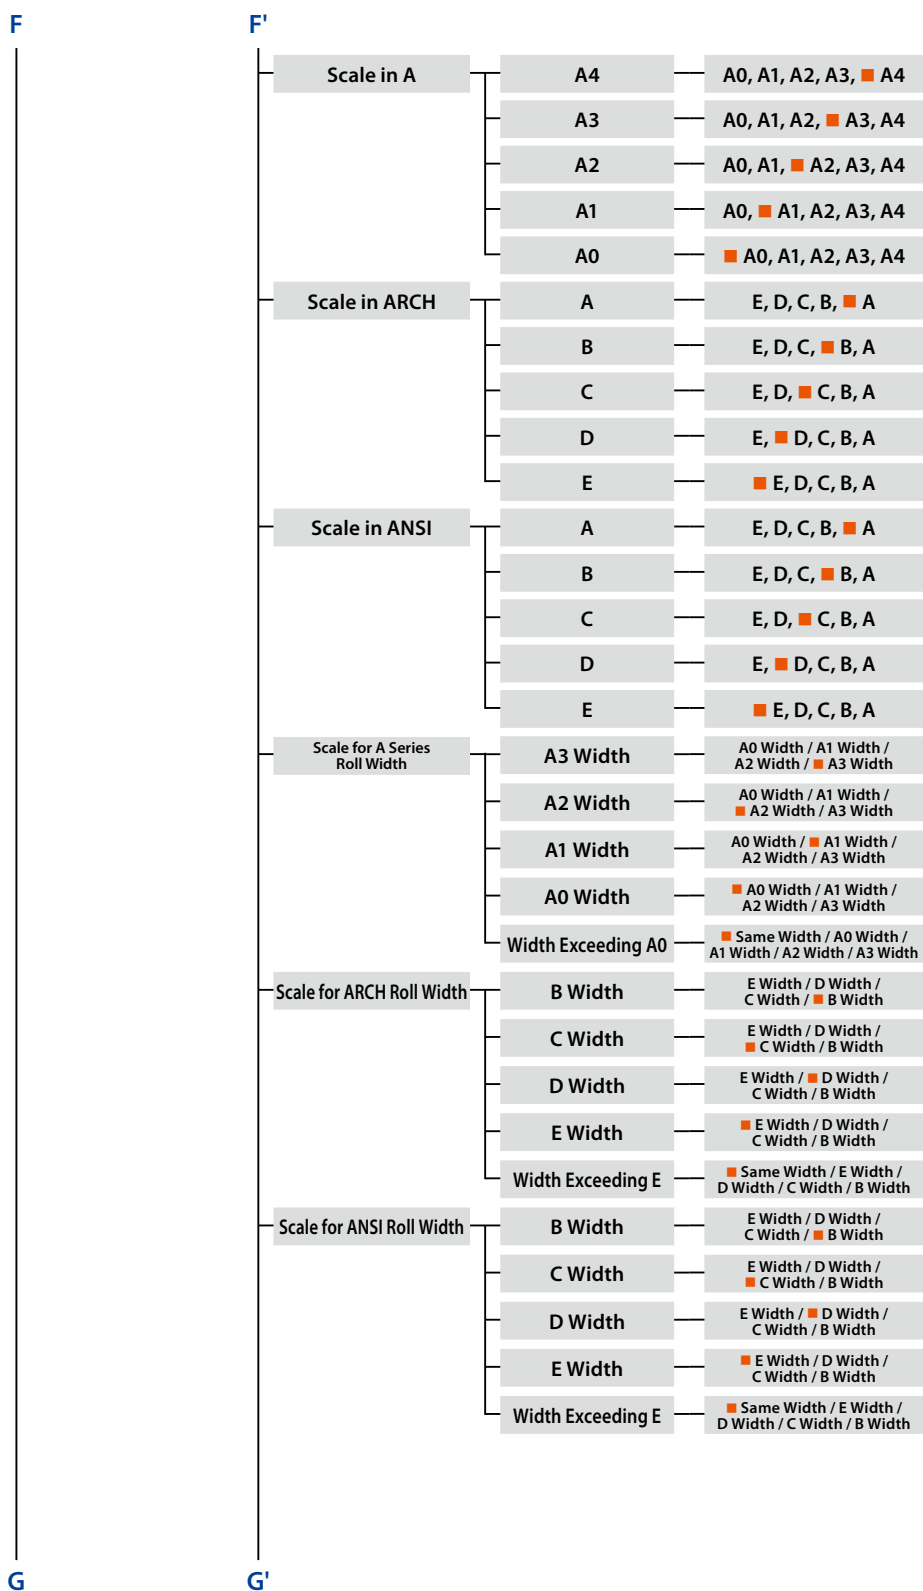 F F'
Scale in A A4 A0, A1, A2, A3, ■ A4
A3 A0, A1, A2, ■ A3, A4
A2 A0, A1, ■ A2, A3, A4
A1 A0, ■ A1, A2, A3, A4
A0 ■ A0, A1, A2, A3, A4
Scale in ARCH A E, D, C, B, ■ A
B E, D, C, ■ B, A
C E, D, ■ C, B, A
D E, ■ D, C, B, A
E ■ E, D, C, B, A
Scale in ANSI A E, D, C, B, ■ A
B E, D, C, ■ B, A
C E, D, ■ C, B, A
D E, ■ D, C, B, A
E ■ E, D, C, B, A
Scale for A Series
Roll Width
A3 Width
A0 Width / A1 Width /
A2 Width / ■ A3 Width
A2 Width
A0 Width / A1 Width /
■ A2 Width / A3 Width
A1 Width
A0 Width / ■ A1 Width /
A2 Width / A3 Width
A0 Width
■ A0 Width / A1 Width /
A2 Width / A3 Width
Width Exceeding A0
■ Same Width / A0 Width /
A1 Width / A2 Width / A3 Width
Scale for ARCH Roll Width
B Width
E Width / D Width /
C Width / ■ B Width
C Width
E Width / D Width /
■ C Width / B Width
D Width
E Width / ■ D Width /
C Width / B Width
E Width
■ E Width / D Width /
C Width / B Width
Width Exceeding E
■ Same Width / E Width /
D Width / C Width / B Width
Scale for ANSI Roll Width
B Width
E Width / D Width /
C Width / ■ B Width
C Width
E Width / D Width /
■ C Width / B Width
D Width
E Width / ■ D Width /
C Width / B Width
E Width
■ E Width / D Width /
C Width / B Width
Width Exceeding E
■ Same Width / E Width /
D Width / C Width / B Width
G G'